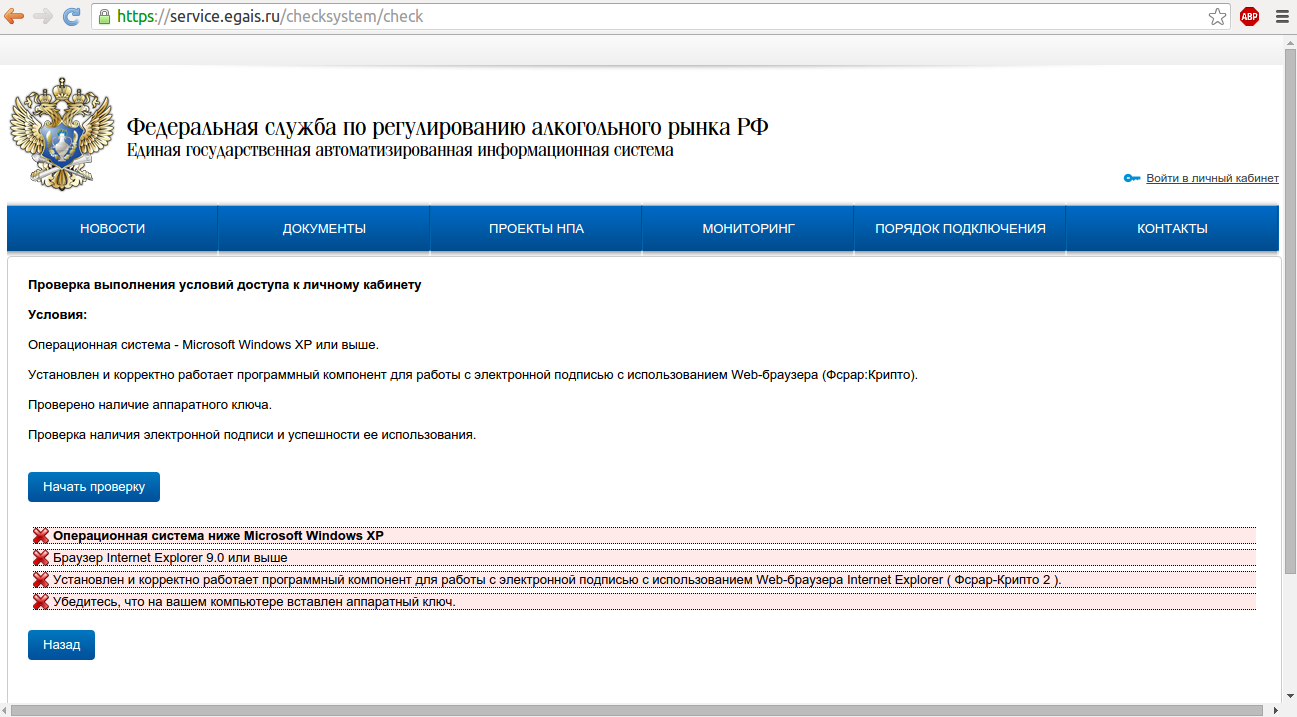 https://service.egais.ru/checksystem/check
ABP
Федеральная служба по регулированию алкогольного рынка РФ
Единая государственная автоматизированная информационная система
Войти в личный кабинет
НОВОСТИ ДОКУМЕНТЫ ПРОЕКТЫ НПА МОНИТОРИНГ ПОРЯДОК ПОДКЛЮЧЕНИЯ КОНТАКТЫ
Проверка выполнения условий доступа к личному кабинету
Условия:
Операционная система - Microsoft Windows XP или выше.
Установлен и корректно работает программный компонент для работы с электронной подписью с использованием Web-браузера (Фсрар:Крипто).
Проверено наличие аппаратного ключа.
Проверка наличия электронной подписи и успешности ее использования.
Начать проверку
Операционная система ниже Microsoft Windows XP
Браузер Internet Explorer 9.0 или выше
Установлен и корректно работает программный компонент для работы с электронной подписью с использованием Web-браузера Internet Explorer ( Фсрар-Крипто 2 ).
Убедитесь, что на вашем компьютере вставлен аппаратный ключ.
Назад